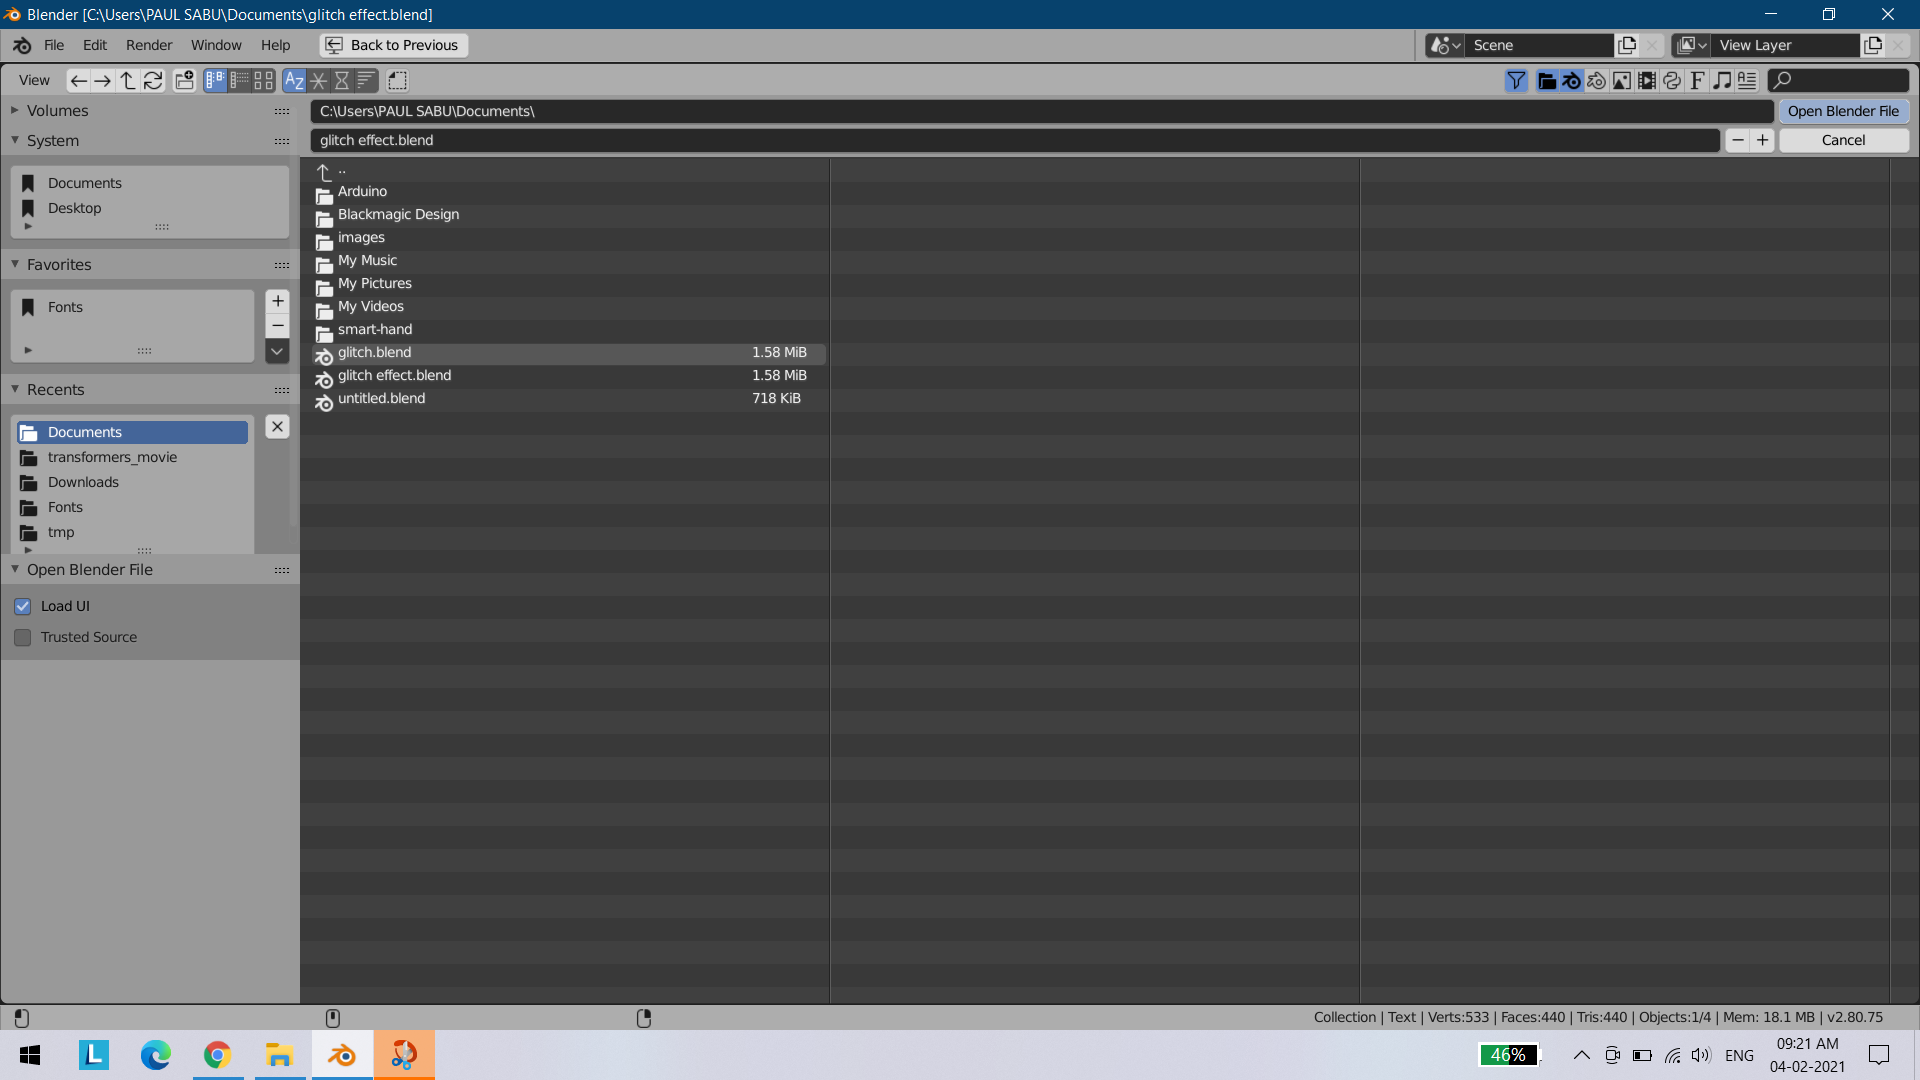 Blender [C:\Users\PAUL SABU\Documents\glitch effect.blend]
File Edit Render Window Help Back to Previous Scene View Layer
View
Volumes
System
Documents
Desktop
Favorites
Fonts
Recents
Documents
transformers_movie
Downloads
Fonts
tmp
Open Blender File
Load UI
Trusted Source
C:\Users\PAUL SABU\Documents\ Open Blender File
glitch effect.blend Cancel
..
Arduino
Blackmagic Design
images
My Music
My Pictures
My Videos
smart-hand
glitch.blend 1.58 MiB
glitch effect.blend 1.58 MiB
untitled.blend 718 KiB
Collection | Text | Verts:533 | Faces:440 | Tris:440 | Objects:1/4 | Mem: 18.1 MB | v2.80.75
46% ENG
09:21 AM
04-02-2021